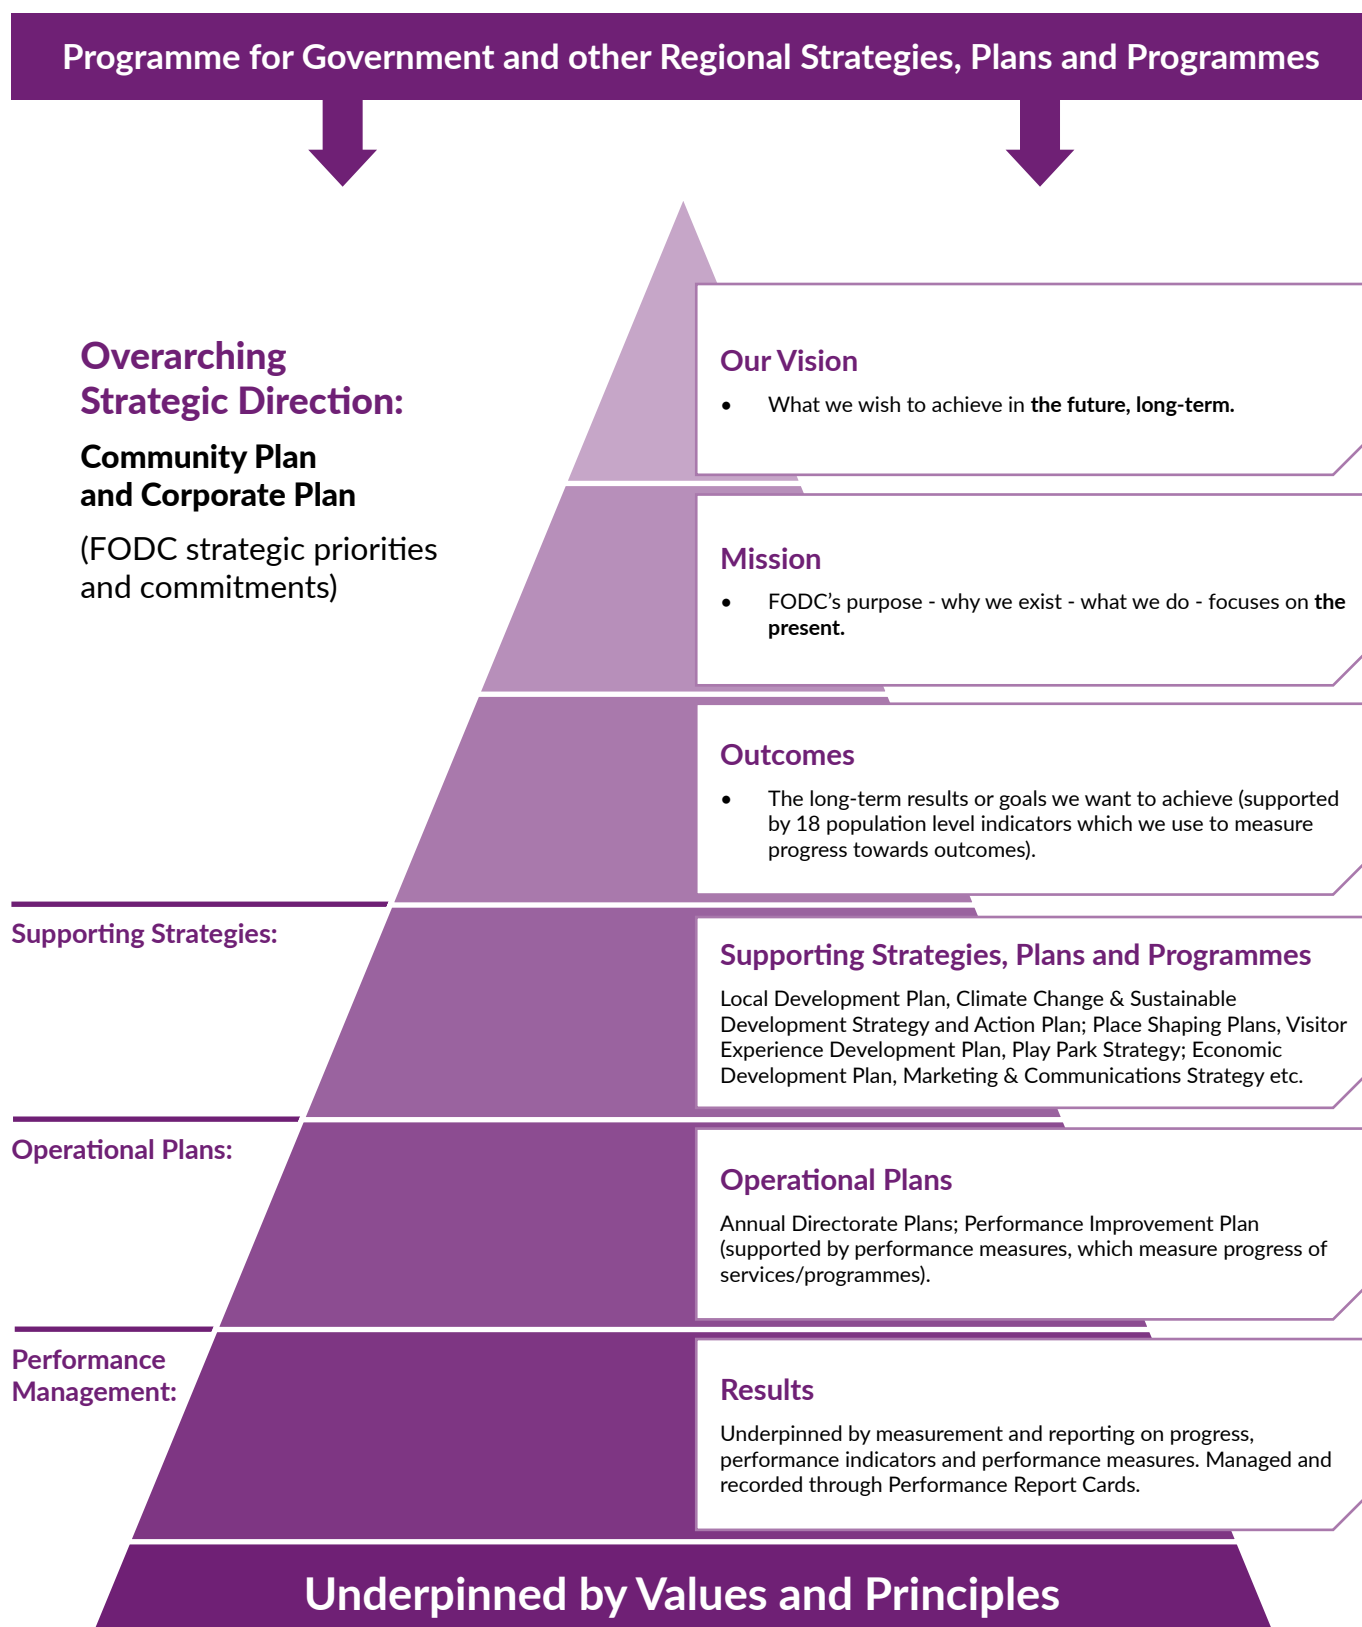 Programme for Government and other Regional Strategies, Plans and Programmes
Overarching
Strategic Direction:
Community Plan
and Corporate Plan
(FODC strategic priorities
and commitments)
Our Vision
• What we wish to achieve in the future, long-term.
Mission
• FODC’s purpose - why we exist - what we do - focuses on the
present.
Outcomes
• The long-term results or goals we want to achieve (supported
by 18 population level indicators which we use to measure
progress towards outcomes).
Supporting Strategies:
Supporting Strategies, Plans and Programmes
Local Development Plan, Climate Change & Sustainable
Development Strategy and Action Plan; Place Shaping Plans, Visitor
Experience Development Plan, Play Park Strategy; Economic
Development Plan, Marketing & Communications Strategy etc.
Operational Plans:
Operational Plans
Annual Directorate Plans; Performance Improvement Plan
(supported by performance measures, which measure progress of
services/programmes).
Performance
Management:
Results
Underpinned by measurement and reporting on progress,
performance indicators and performance measures. Managed and
recorded through Performance Report Cards.
Underpinned by Values and Principles